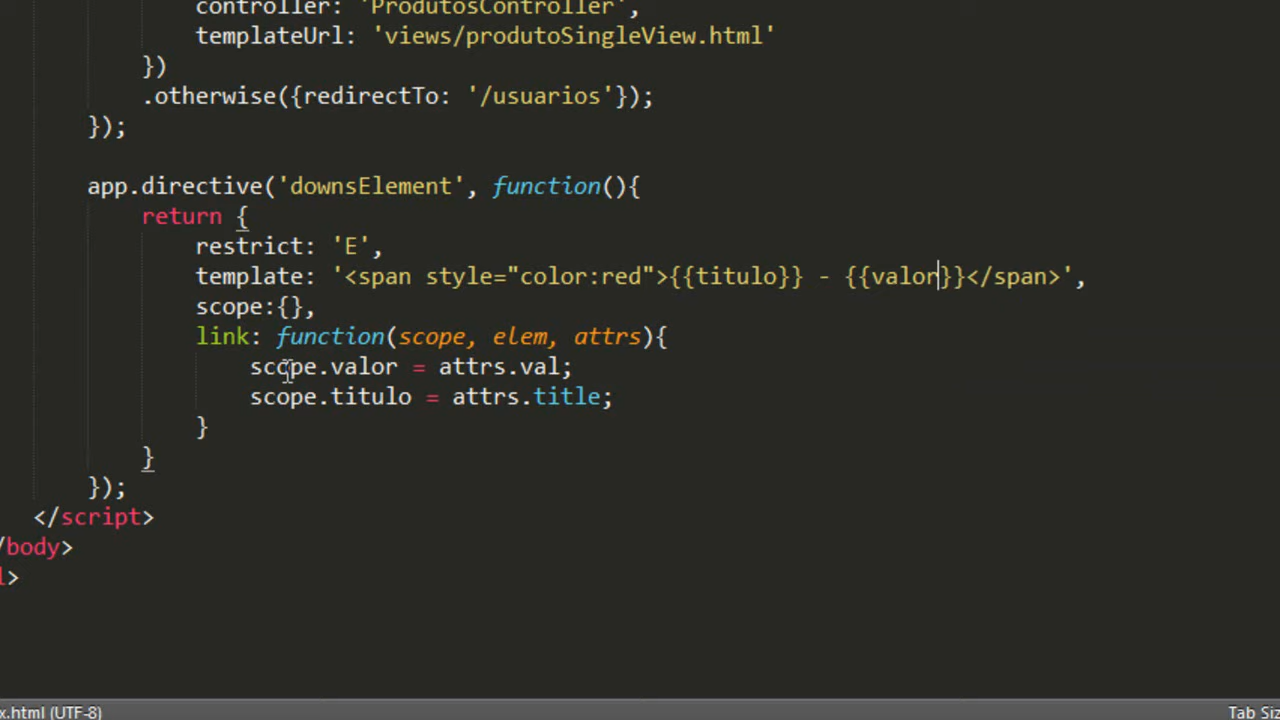 controller: 'ProdutosController',
templateUrl: 'views/produtoSingleView.html'
})
.otherwise({redirectTo: '/usuarios'});
});
app.directive('downsElement', function(){
return {
restrict: 'E',
template: '<span style="color:red">{{titulo}} - {{valor}}</span>',
scope:{},
link: function(scope, elem, attrs){
scope.valor = attrs.val;
scope.titulo = attrs.title;
}
}
});
</script>
/body>
l>
x.html (UTF-8)
Tab Siz